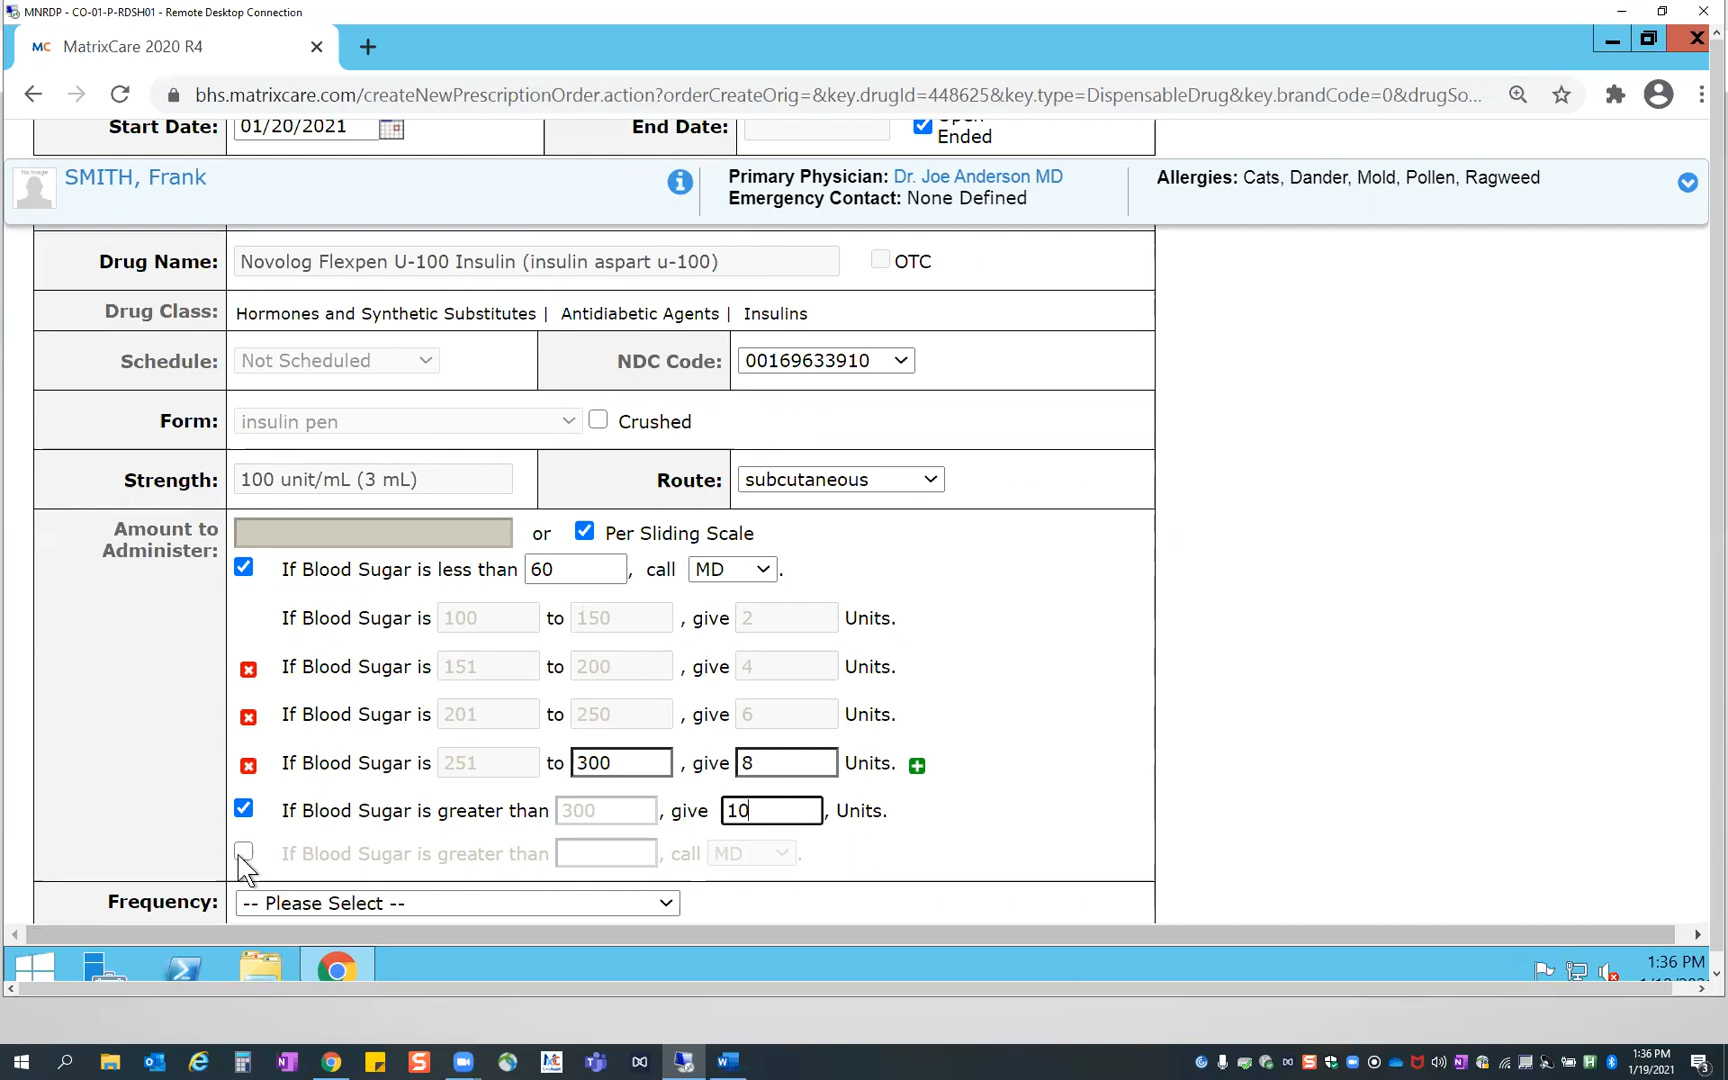 MNRDP - CO-01-P-RDSH01 - Remote Desktop Connection
MC MatrixCare 2020 R4
bhs.matrixcare.com/createNewPrescriptionOrder.action?orderCreateOrig=&key.drugId=448625&key.type=DispensableDrug&key.brandCode=0&drugSo...
Start Date: 01/20/2021 End Date: Open
Ended
No Image
SMITH, Frank
Primary Physician: Dr. Joe Anderson MD
Emergency Contact: None Defined
Allergies: Cats, Dander, Mold, Pollen, Ragweed
Drug Name: Novolog Flexpen U-100 Insulin (insulin aspart u-100) OTC
Drug Class: Hormones and Synthetic Substitutes | Antidiabetic Agents | Insulins
Schedule: Not Scheduled NDC Code: 00169633910
Form: insulin pen Crushed
Strength: 100 unit/mL (3 mL) Route: subcutaneous
Amount to
Administer:
or Per Sliding Scale
If Blood Sugar is less than 60 , call MD .
If Blood Sugar is 100 to 150 , give 2 Units.
If Blood Sugar is 151 to 200 , give 4 Units.
If Blood Sugar is 201 to 250 , give 6 Units.
If Blood Sugar is 251 to 300 , give 8 Units.
If Blood Sugar is greater than 300 , give 10 , Units.
If Blood Sugar is greater than , call MD .
Frequency: -- Please Select --
1:36 PM
1:36 PM
1/19/2021